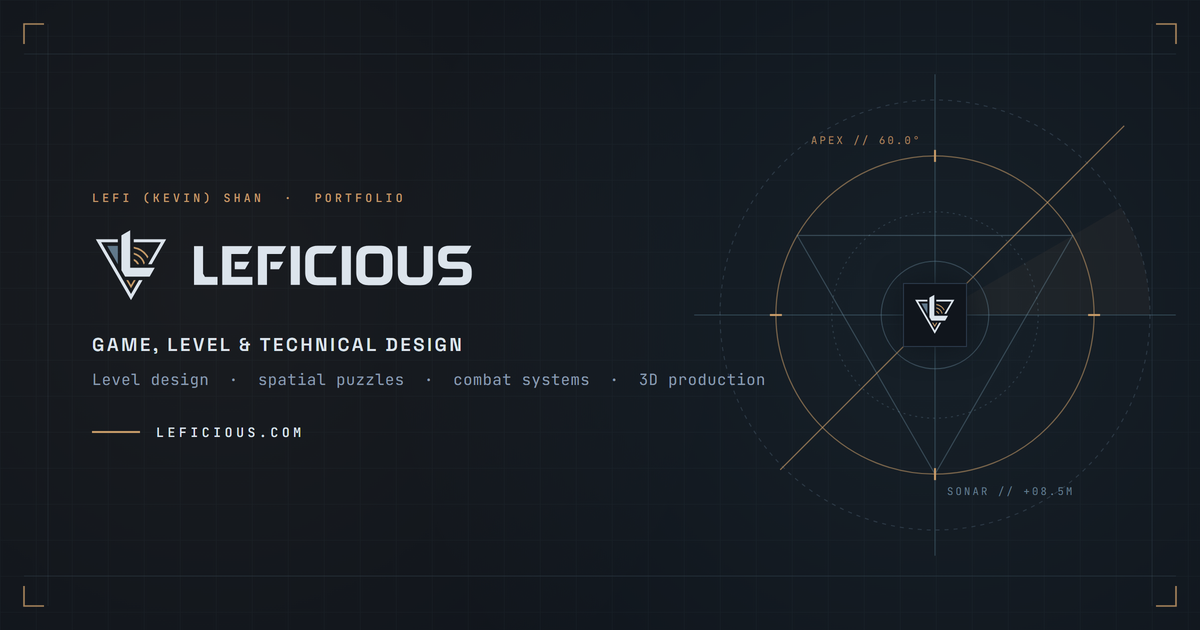 LEFI (KEVIN) SHAN · PORTFOLIO
LEFICIOUS
GAME, LEVEL & TECHNICAL DESIGN
Level design · spatial puzzles · combat systems · 3D production
LEFICIOUS.COM
APEX // 60.0°
SONAR // +08.5M